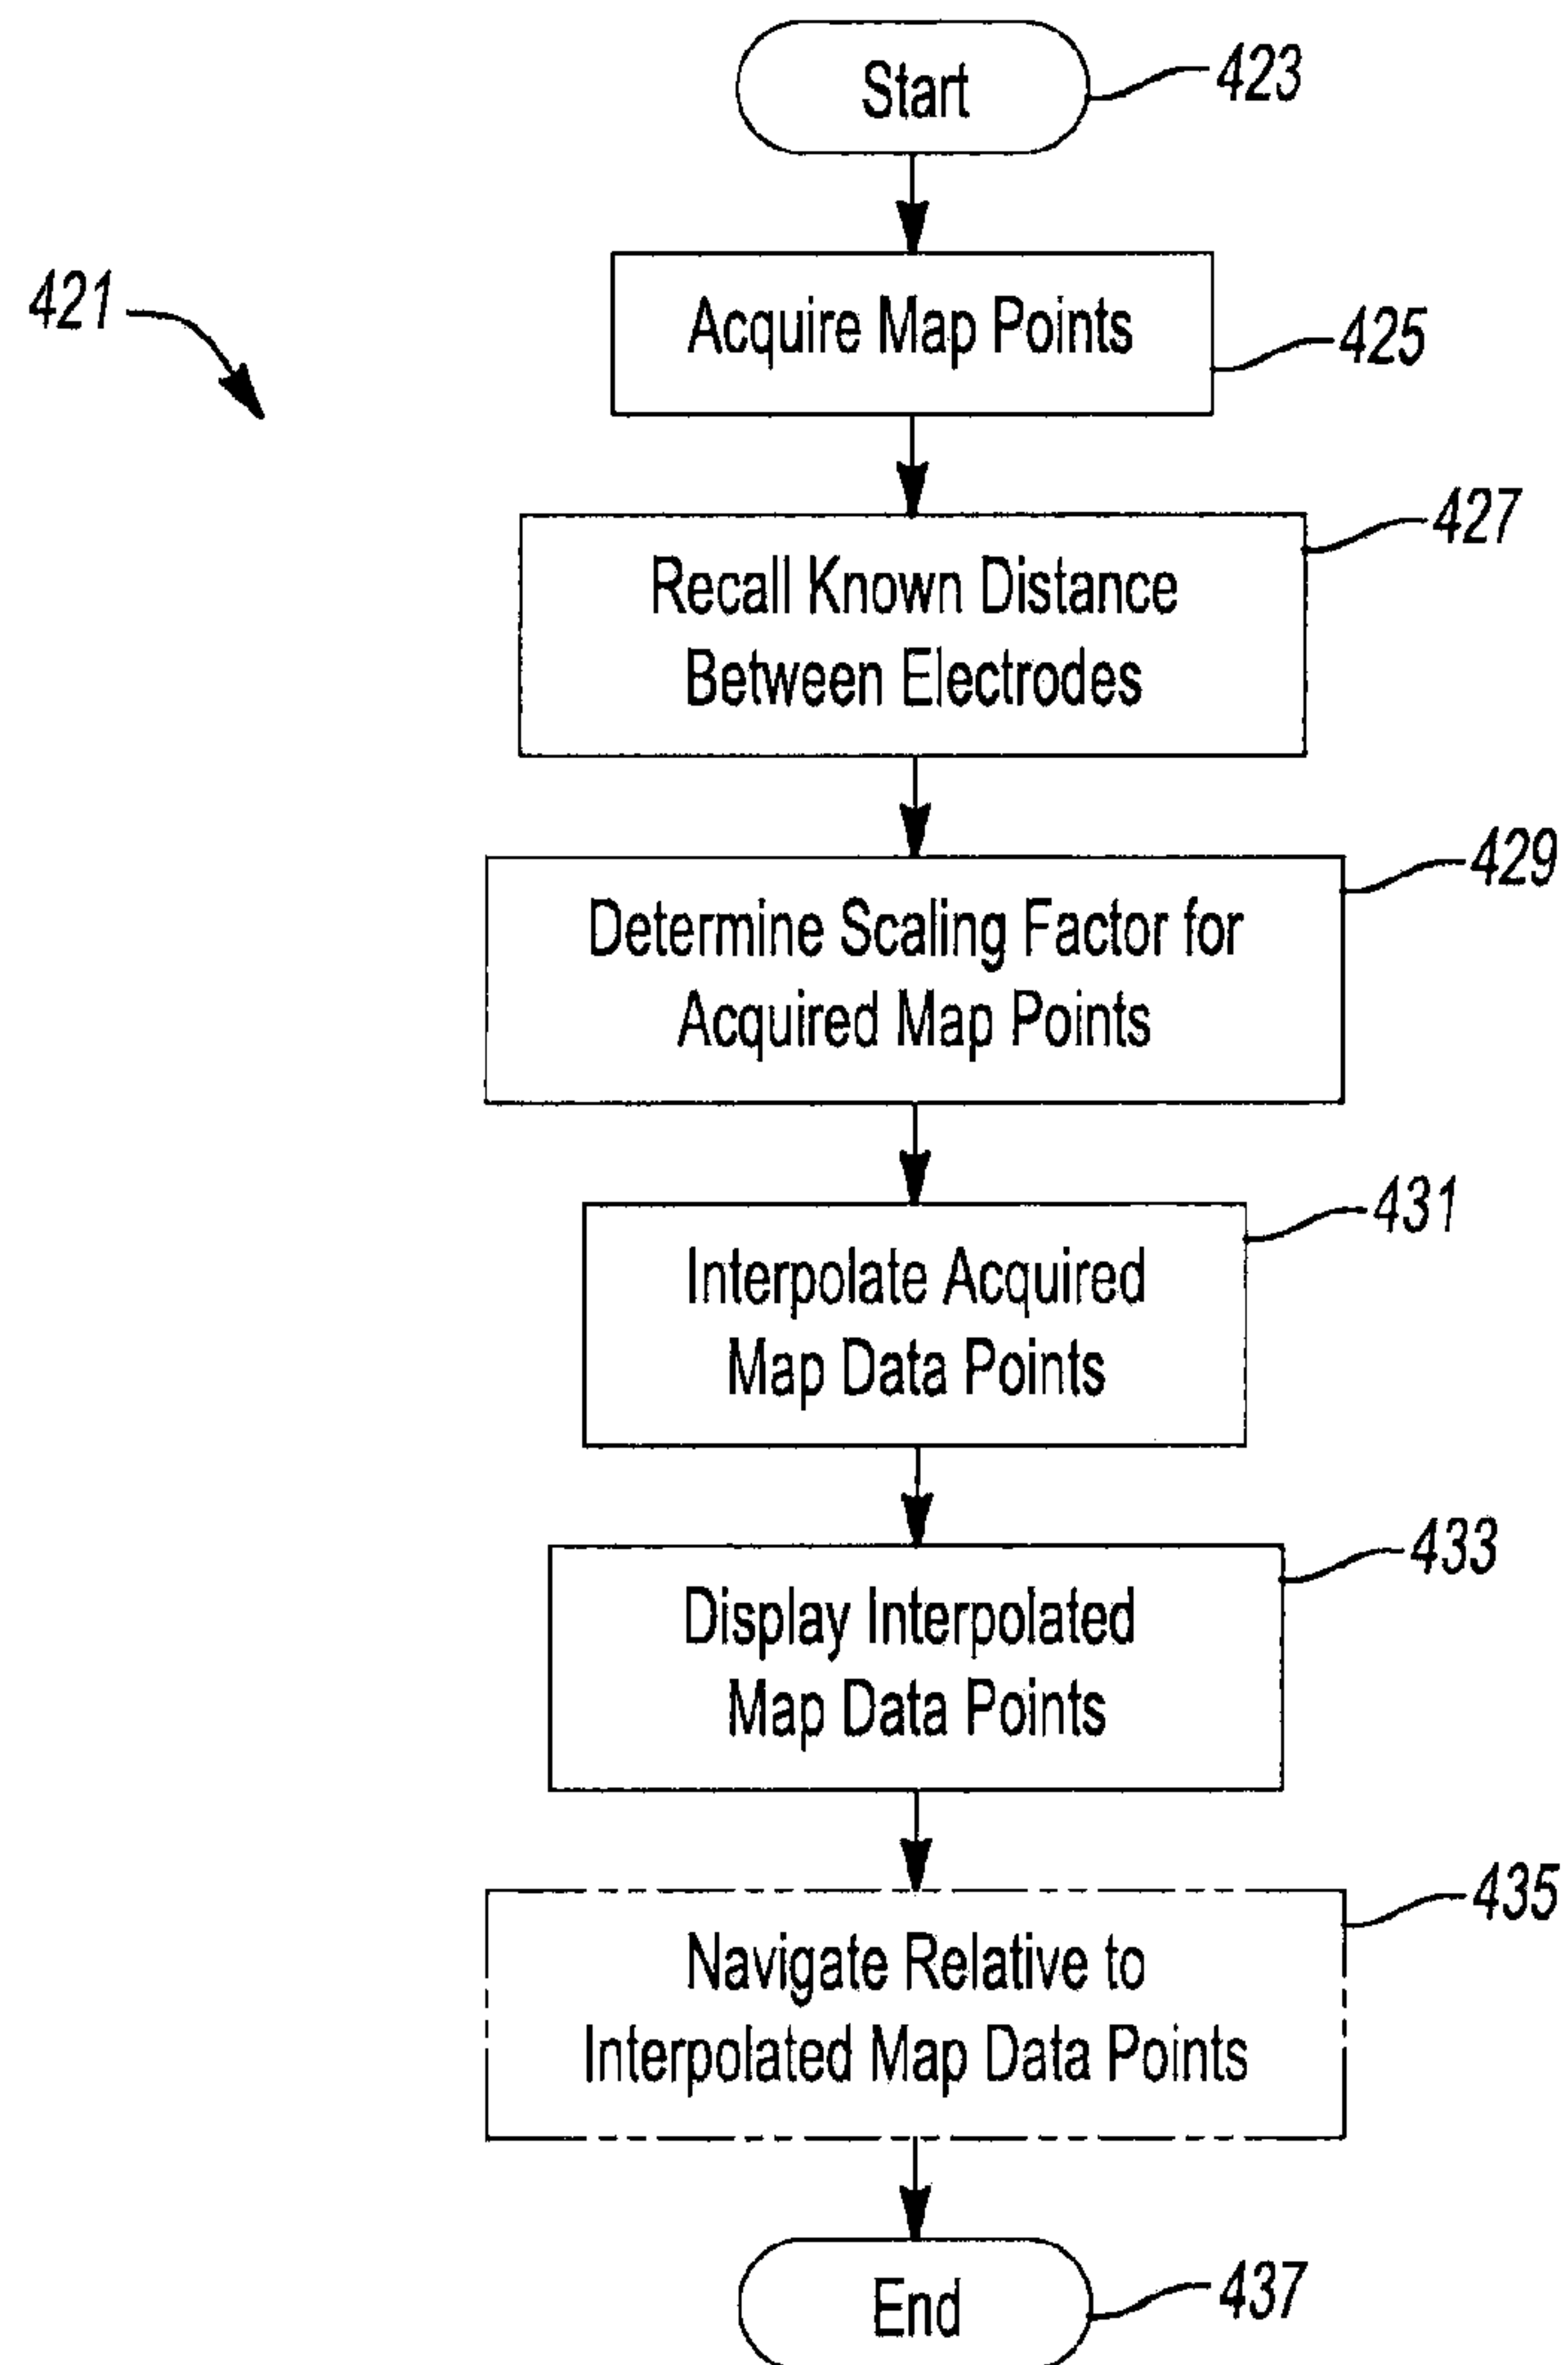 Start
423
421
Acquire Map Points
425
427
Recall Known Distance
Between Electrodes
429
Determine Scaling Factor for
Acquired Map Points
431
Interpolate Acquired
Map Data Points
433
Display Interpolated
Map Data Points
435
Navigate Relative to
Interpolated Map Data Points
End
437